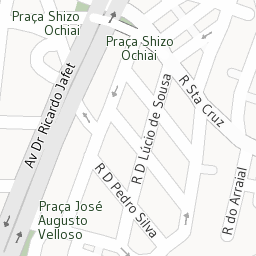 Praça Shizo
Ochiai
Praça Shizo
Ochiai
Av Dr Ricardo Jafet
R Sta Cruz
R D Lúcio de Sousa
R do Arraial
R D Pedro Silva
Praça José
Augusto
Velloso